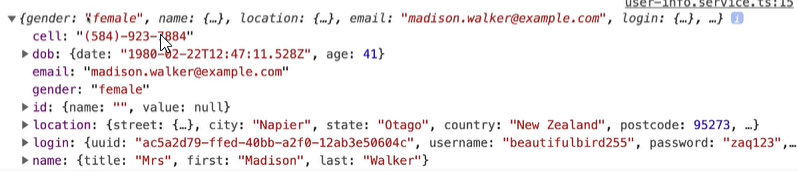 user-info.service.ts:15
▼{gender: "female", name: {…}, location: {…}, email: "madison.walker@example.com", login: {…}, …} i
cell: "(584)-923-7884"
▶dob: {date: "1980-02-22T12:47:11.528Z", age: 41}
email: "madison.walker@example.com"
gender: "female"
▶id: {name: "", value: null}
▶location: {street: {…}, city: "Napier", state: "Otago", country: "New Zealand", postcode: 95273, …}
▶login: {uuid: "ac5a2d79-ffed-40bb-a2f0-12ab3e50604c", username: "beautifulbird255", password: "zaq123",…
▶name: {title: "Mrs", first: "Madison", last: "Walker"}